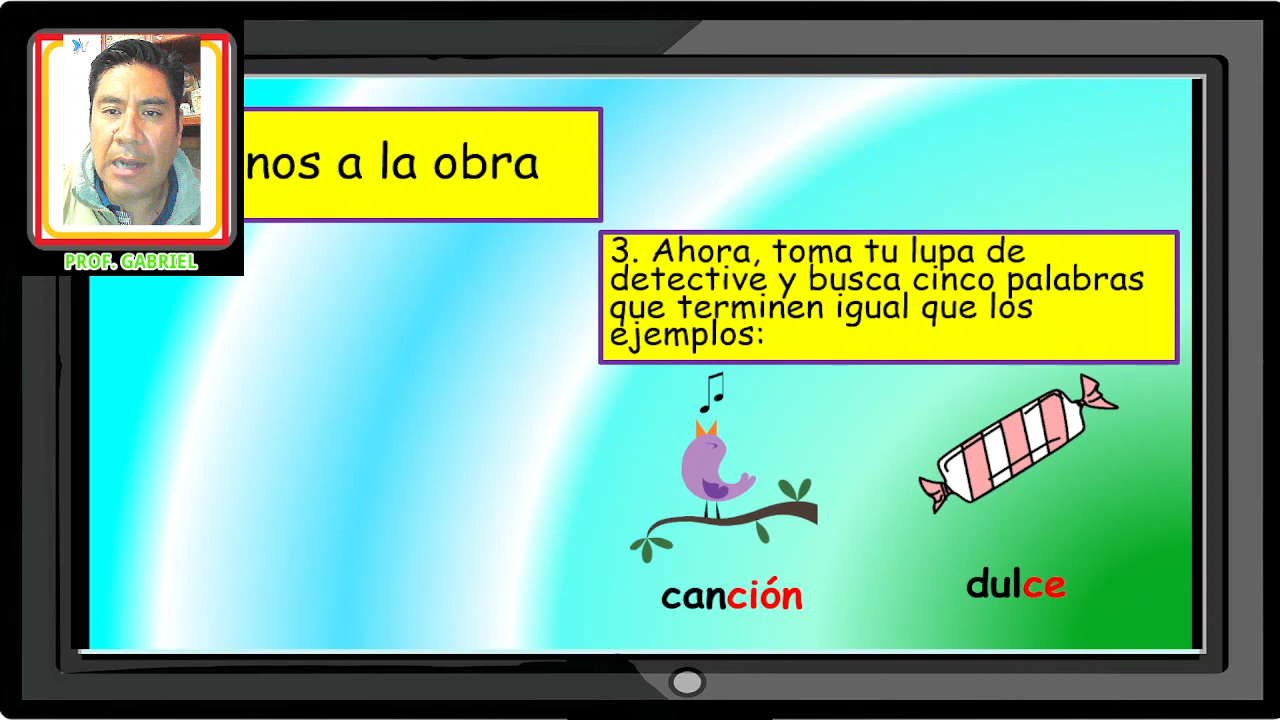 nos a la obra
3. Ahora, toma tu lupa de
detective y busca cinco palabras
que terminen igual que los
ejemplos:
PROF. GABRIEL
canción
dulce